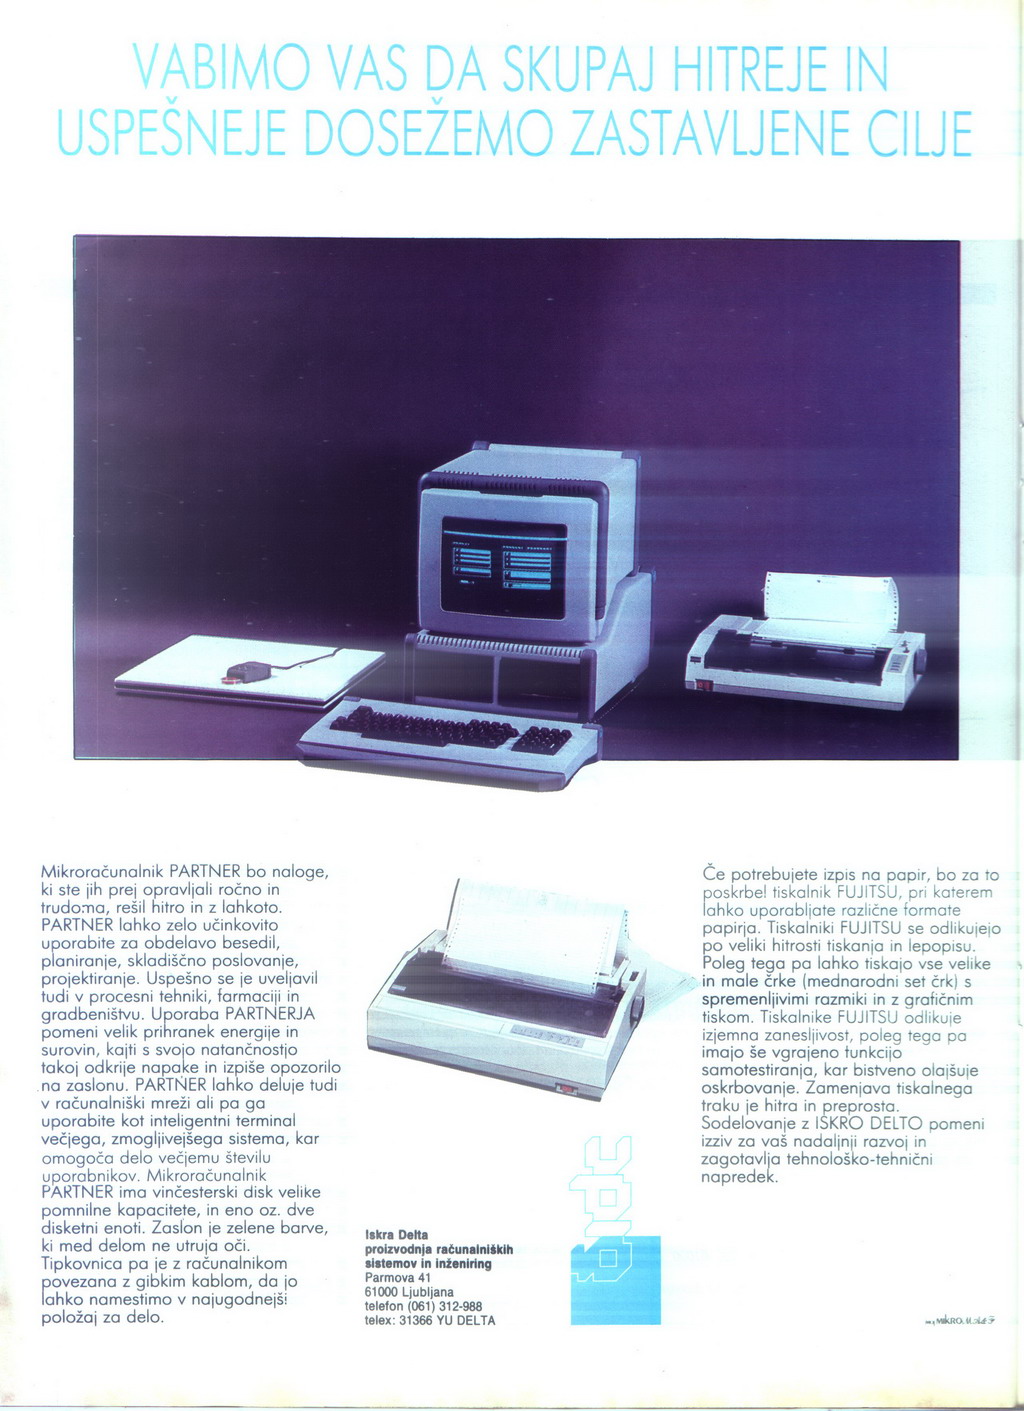 VABIMO VAS DA SKUPAJ HITREJE IN
USPEŠNEJE DOSEŽEMO ZASTAVLJENE CILJE
Mikroračunalnik PARTNER bo naloge,
ki ste jih prej opravljali ročno in
trudoma, rešil hitro in z lahkoto.
PARTNER lahko zelo učinkovito
uporabite za obdelavo besedil,
planiranje, skladiščno poslovanje,
projektiranje. Uspešno se je uveljavil
tudi v procesni tehniki, farmaciji in
gradbeništvu. Uporaba PARTNERJA
pomeni velik prihranek energije in
surovin, kajti s svojo natančnostjo
takoj odkrije napake in izpiše opozorilo
na zaslonu. PARTNER lahko deluje tudi
v računalniški mreži ali pa ga
uporabite kot inteligentni terminal
večjega, zmogljivejšega sistema, kar
omogoča delo večjemu številu
uporabnikov. Mikroračunalnik
PARTNER ima vinčesterski disk velike
pomnilne kapacitete, in eno oz. dve
disketni enoti. Zaslon je zelene barve,
ki med delom ne utruja oči.
Tipkovnica pa je z računalnikom
povezana z gibkim kablom, da jo
lahko namestimo v najugodnejši
položaj za delo.
Iskra Delta
proizvodnja računalniških
sistemov in inženiring
Parmova 41
61000 Ljubljana
telefon (061) 312-988
telex: 31366 YU DELTA
Če potrebujete izpis na papir, bo za to
poskrbel tiskalnik FUJITSU, pri katerem
lahko uporabljate različne formate
papirja. Tiskalniki FUJITSU se odlikujejo
po veliki hitrosti tiskanja in lepopisu.
Poleg tega pa lahko tiskajo vse velike
in male črke (mednarodni set črk) s
spremenljivimi razmiki in z grafičnim
tiskom. Tiskalnike FUJITSU odlikuje
izjemna zanesljivost, poleg tega pa
imajo še vgrajeno funkcijo
samotestiranja, kar bistveno olajšuje
oskrbovanje. Zamenjava tiskalnega
traku je hitra in preprosta.
Sodelovanje z ISKRO DELTO pomeni
izziv za vaš nadaljnji razvoj in
zagotavlja tehnološko-tehnični
napredek.